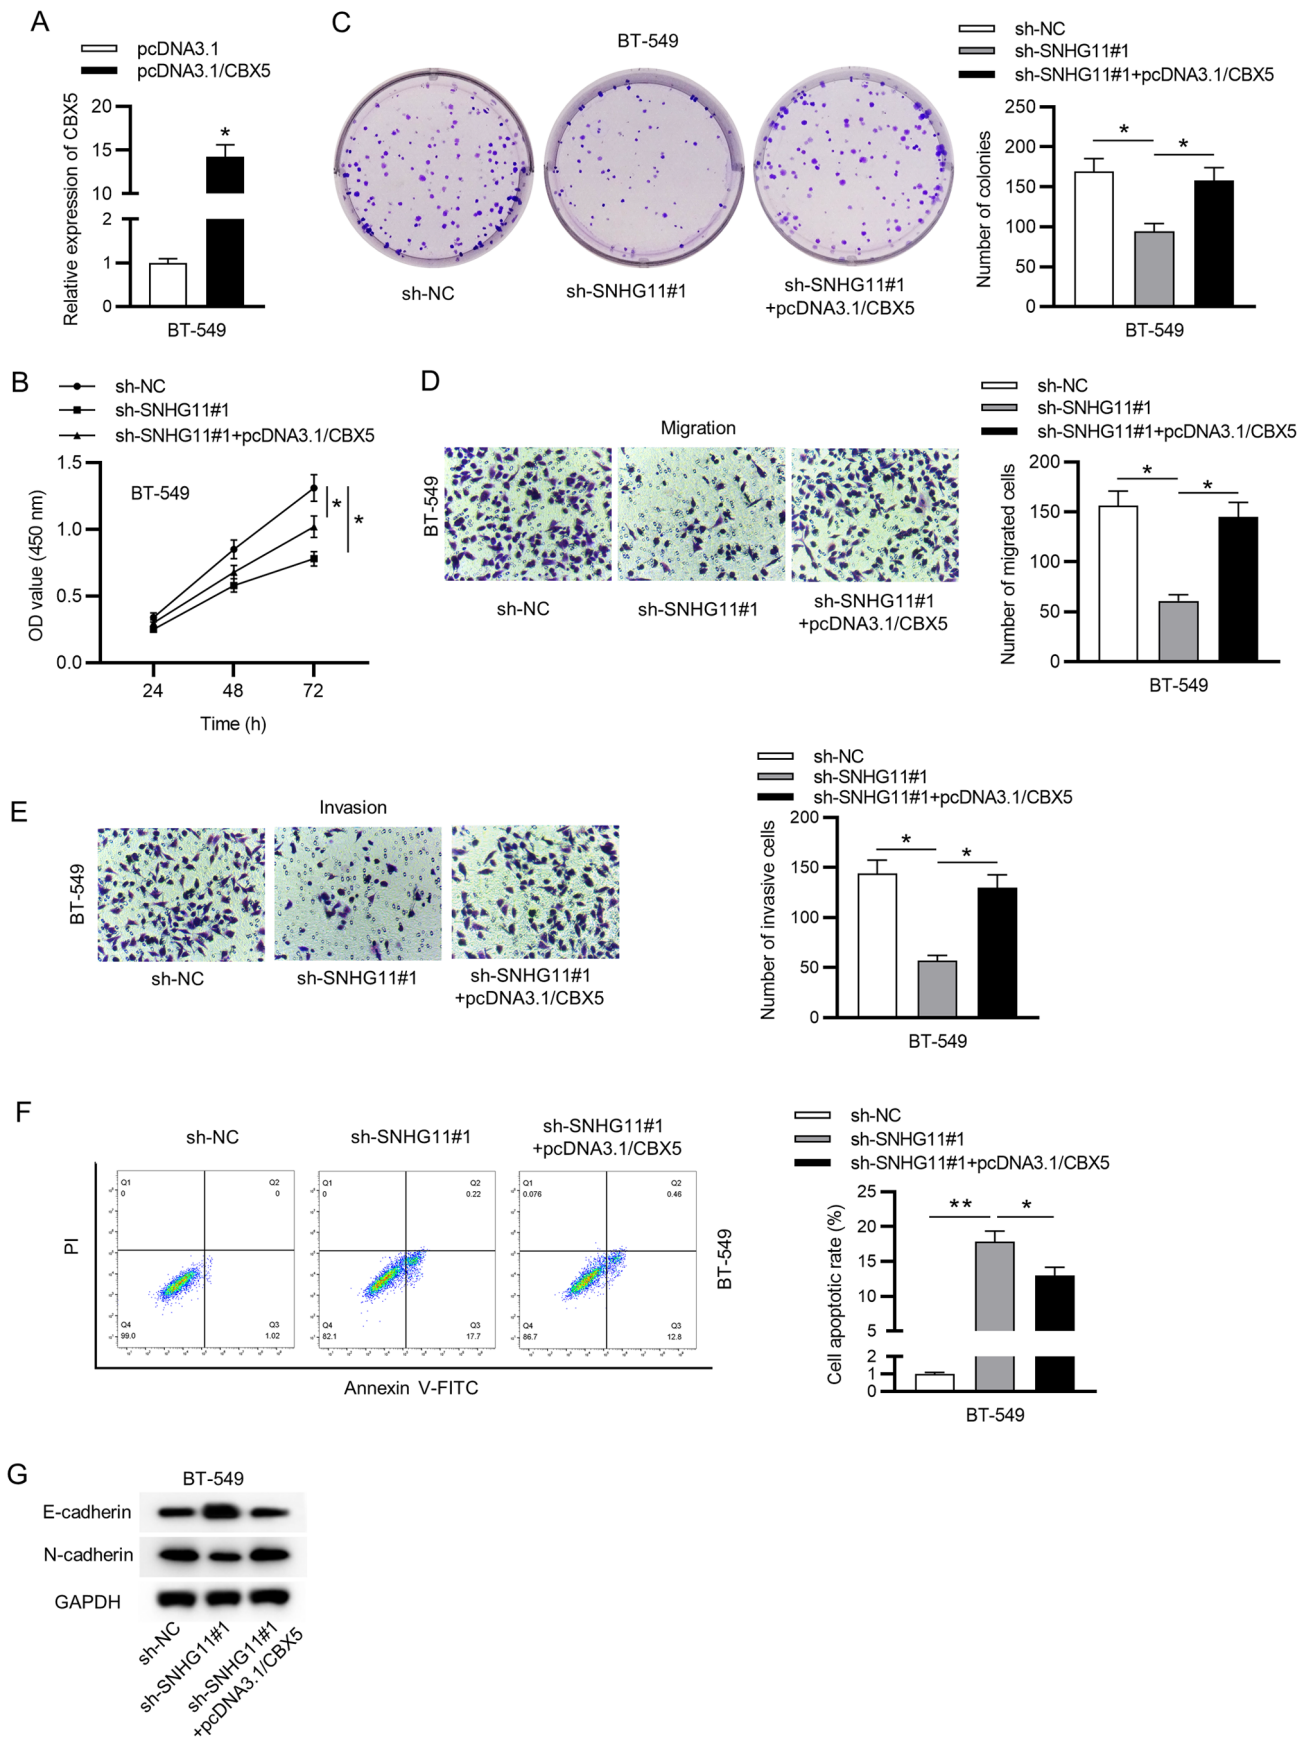 A
pcDNA3.1
pcDNA3.1/CBX5
Relative expression of CBX5
20
15
10
2
1
0
*
BT-549
C
BT-549
sh-NC
sh-SNHG11#1
sh-SNHG11#1
+pcDNA3.1/CBX5
sh-NC
sh-SNHG11#1
sh-SNHG11#1+pcDNA3.1/CBX5
Number of colonies
250
200
150
100
50
0
*
*
BT-549
B
sh-NC
sh-SNHG11#1
sh-SNHG11#1+pcDNA3.1/CBX5
OD value (450 nm)
1.5
1.0
0.5
0.0
BT-549
*
*
24 48 72
Time (h)
D
Migration
BT-549
sh-NC
sh-SNHG11#1
sh-SNHG11#1
+pcDNA3.1/CBX5
sh-NC
sh-SNHG11#1
sh-SNHG11#1+pcDNA3.1/CBX5
Number of migrated cells
200
150
100
50
0
*
*
BT-549
E
Invasion
BT-549
sh-NC
sh-SNHG11#1
sh-SNHG11#1
+pcDNA3.1/CBX5
sh-NC
sh-SNHG11#1
sh-SNHG11#1+pcDNA3.1/CBX5
Number of invasive cells
200
150
100
50
0
*
*
BT-549
F
sh-NC
sh-SNHG11#1
sh-SNHG11#1
+pcDNA3.1/CBX5
PI
Q1
0
Q2
0
Q4
99.0
Q3
1.02
Q1
0
Q2
0.22
Q4
82.1
Q3
17.7
Q1
0.076
Q2
0.46
Q4
86.7
Q3
12.8
BT-549
Annexin V-FITC
sh-NC
sh-SNHG11#1
sh-SNHG11#1+pcDNA3.1/CBX5
Cell apoptotic rate (%)
25
20
15
10
5
2
1
0
**
*
BT-549
G
BT-549
E-cadherin
N-cadherin
GAPDH
sh-NC
sh-SNHG11#1
sh-SNHG11#1
+pcDNA3.1/CBX5